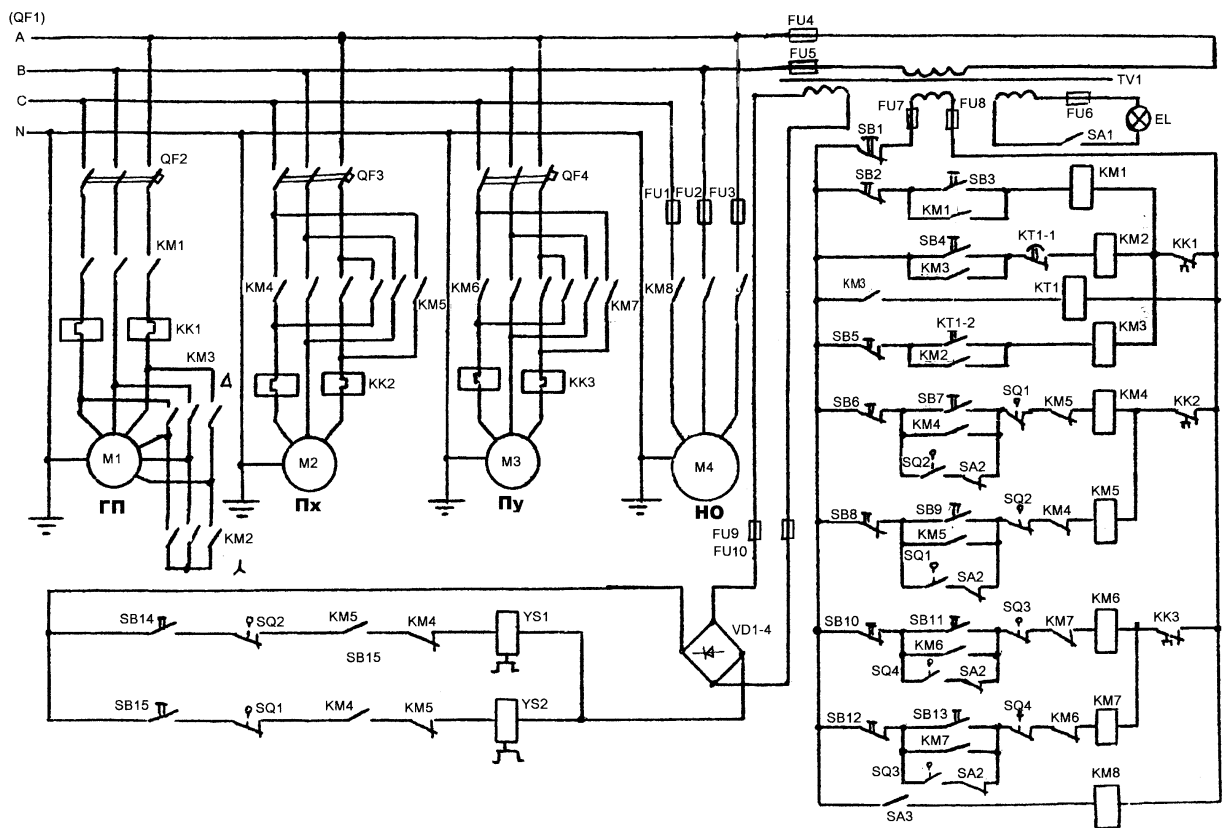 (QF1)
A
B
C
N
FU4
FU5
TV1
FU7
FU8
FU6
EL
SA1
SB1
QF2
QF3
QF4
FU1
FU2
FU3
SB2
SB3
KM1
KM1
KM1
SB4
KT1-1
KM2
KK1
KM3
KM3
KT1
KM4
KM5
KM6
KM7
KM8
KK1
KM3
Δ
KK2
KK3
SB5
KT1-2
KM2
KM3
SB6
SB7
SQ1
KM5
KM4
KK2
KM4
SQ2
SA2
M1
M2
M3
M4
ГП
Пх
Пу
НО
KM2
SB8
SB9
SQ2
KM4
KM5
KM5
SQ1
SA2
FU9
FU10
SB14
SQ2
KM5
KM4
YS1
VD1-4
SB15
SB15
SQ1
KM4
KM5
YS2
SB10
SB11
SQ3
KM7
KM6
KK3
KM6
SQ4
SA2
SB12
SB13
SQ4
KM6
KM7
KM7
SQ3
SA2
SA3
KM8